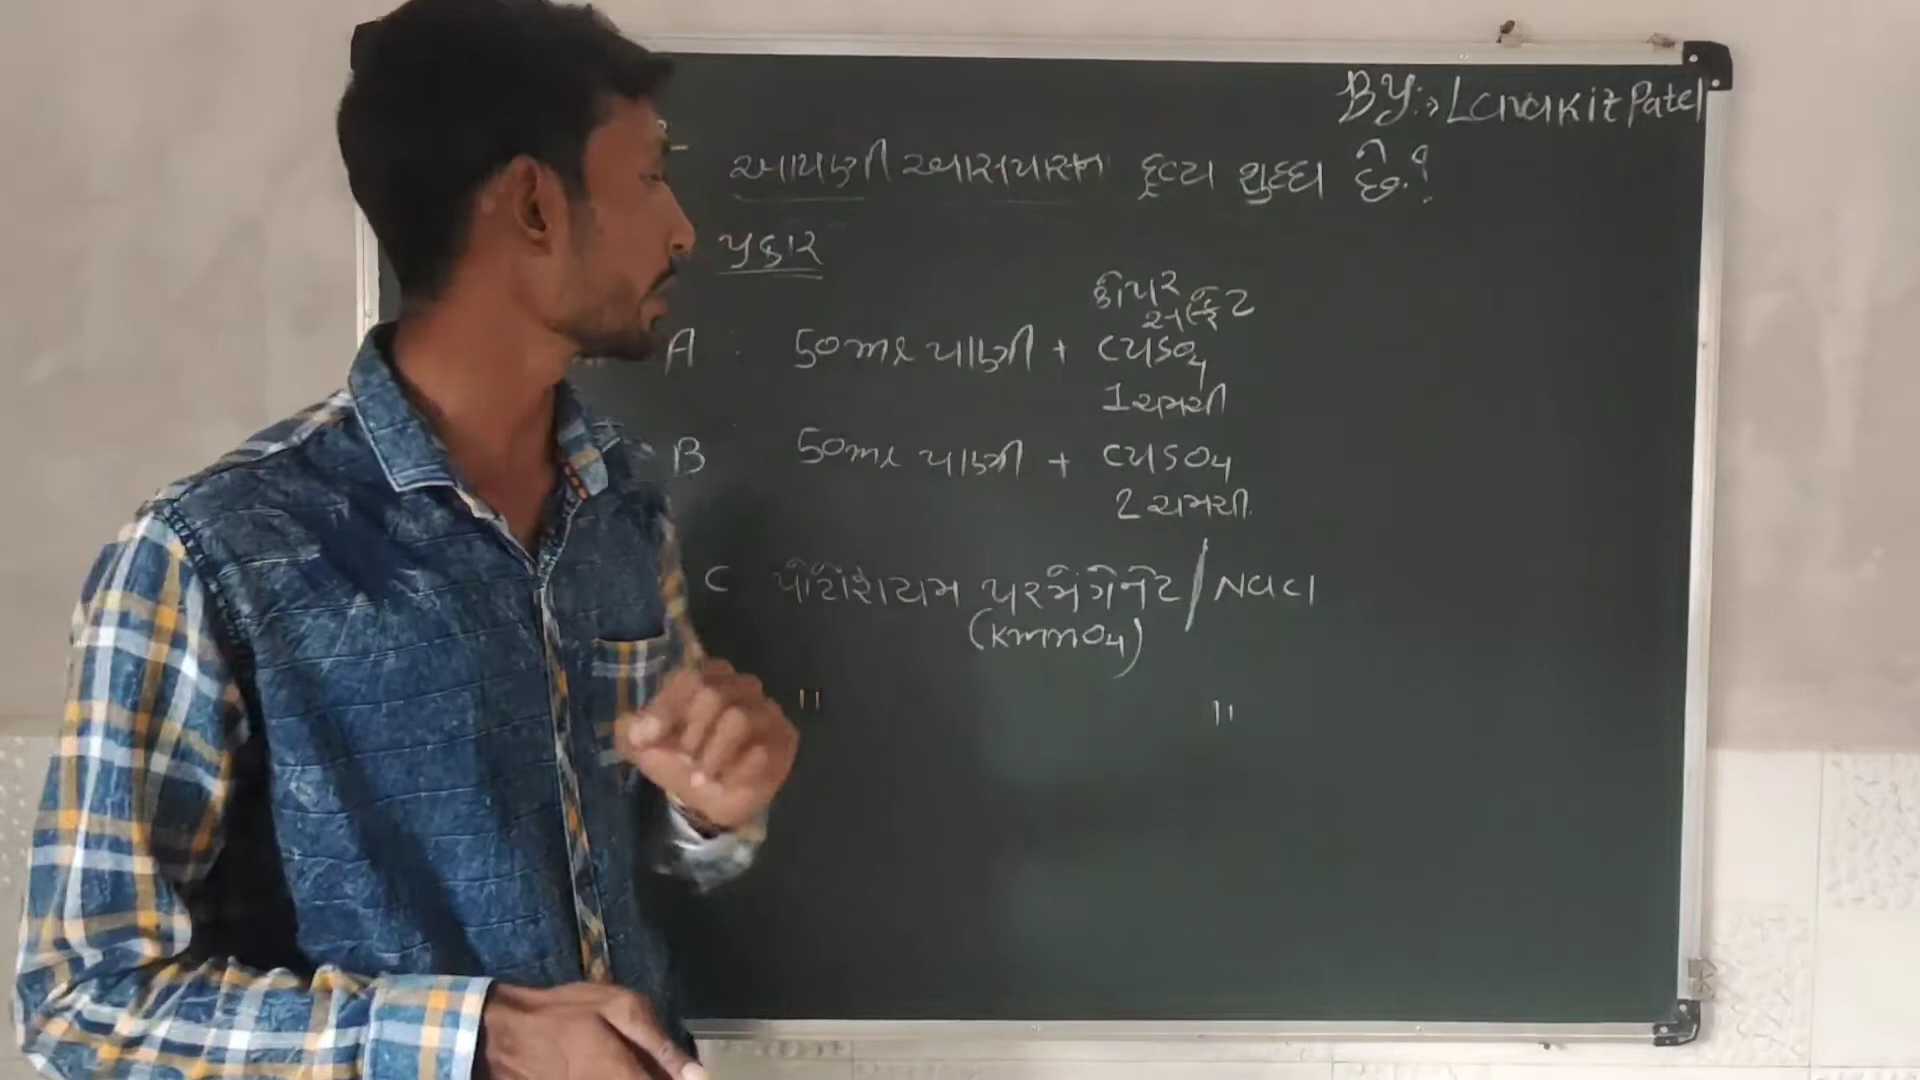 BY:→ Lavakit Patel
આપણી આસપાસના દ્રવ્ય શુદ્ધ છે.?
પ્રકાર
કોપર
સલ્ફેટ
A 50mL પાણી + CuSO4
1 ચમચી
B 50mL પાણી + CuSO4
2 ચમચી.
C પોટેશિયમ પરમેંગેનેટ / Nacl
(KmnO4)
" "